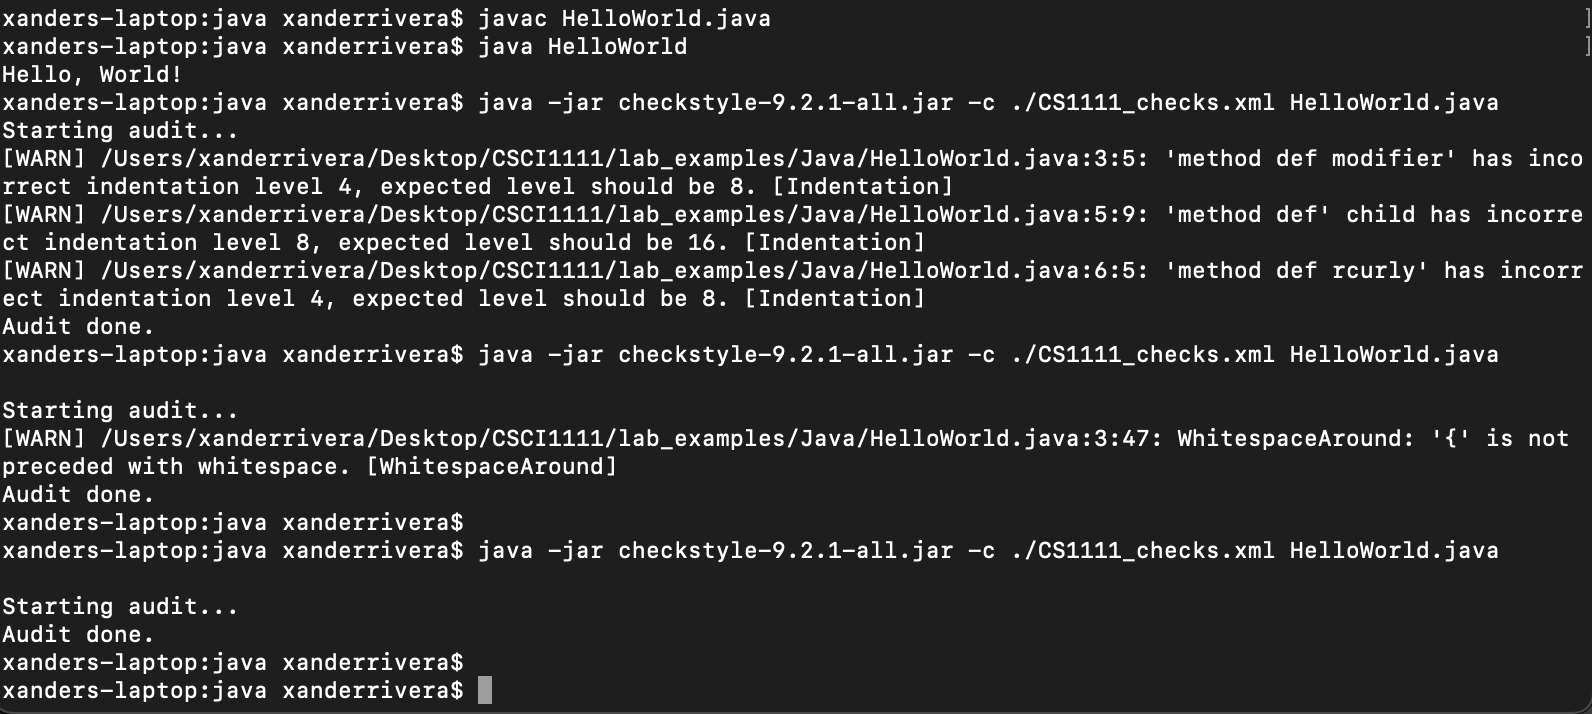 xanders-laptop:java xanderrivera$ javac HelloWorld.java
xanders-laptop:java xanderrivera$ java HelloWorld
Hello, World!
xanders-laptop:java xanderrivera$ java -jar checkstyle-9.2.1-all.jar -c ./CS1111_checks.xml HelloWorld.java
Starting audit...
[WARN] /Users/xanderrivera/Desktop/CSCI1111/lab_examples/Java/HelloWorld.java:3:5: 'method def modifier' has inco
rrect indentation level 4, expected level should be 8. [Indentation]
[WARN] /Users/xanderrivera/Desktop/CSCI1111/lab_examples/Java/HelloWorld.java:5:9: 'method def' child has incorre
ct indentation level 8, expected level should be 16. [Indentation]
[WARN] /Users/xanderrivera/Desktop/CSCI1111/lab_examples/Java/HelloWorld.java:6:5: 'method def rcurly' has incorr
ect indentation level 4, expected level should be 8. [Indentation]
Audit done.
xanders-laptop:java xanderrivera$ java -jar checkstyle-9.2.1-all.jar -c ./CS1111_checks.xml HelloWorld.java
Starting audit...
[WARN] /Users/xanderrivera/Desktop/CSCI1111/lab_examples/Java/HelloWorld.java:3:47: WhitespaceAround: '{' is not
preceded with whitespace. [WhitespaceAround]
Audit done.
xanders-laptop:java xanderrivera$
xanders-laptop:java xanderrivera$ java -jar checkstyle-9.2.1-all.jar -c ./CS1111_checks.xml HelloWorld.java
Starting audit...
Audit done.
xanders-laptop:java xanderrivera$
xanders-laptop:java xanderrivera$